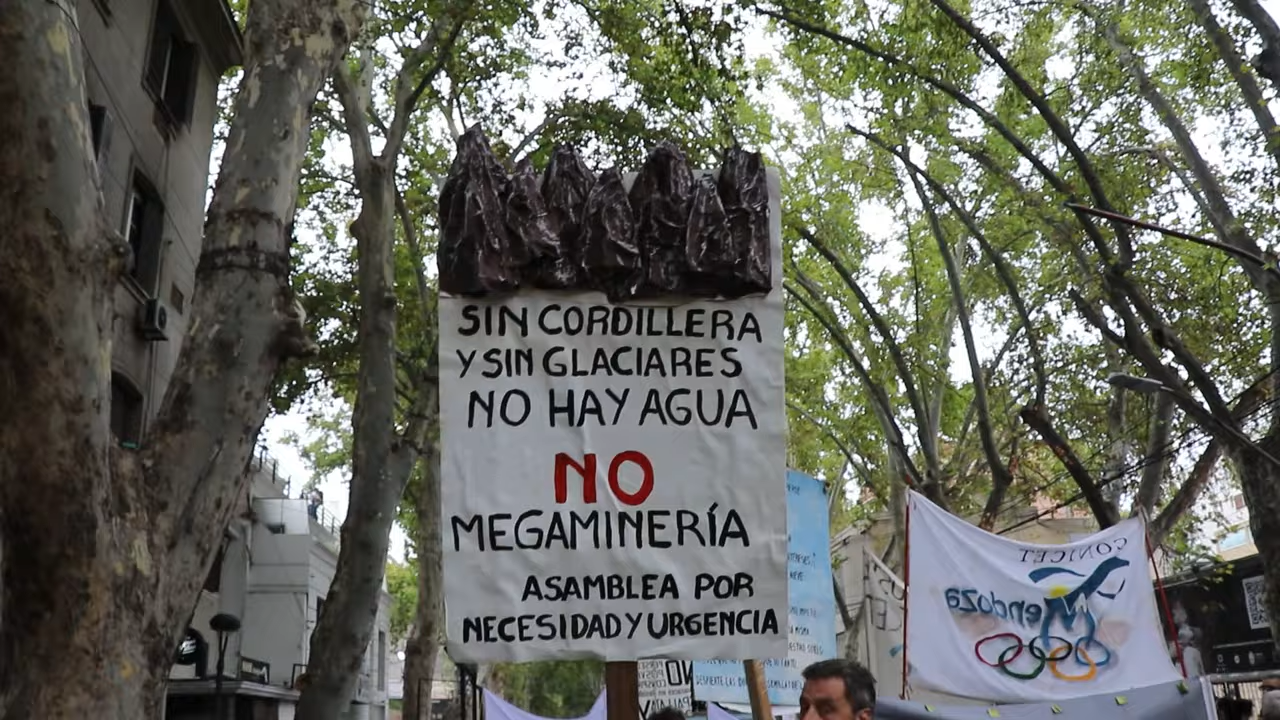 SIN CORDILLERA
Y SIN GLACIARES
NO HAY AGUA
NO
MEGAMINERÍA
ASAMBLEA POR
NECESIDAD Y URGENCIA
CONICET
Mendoza